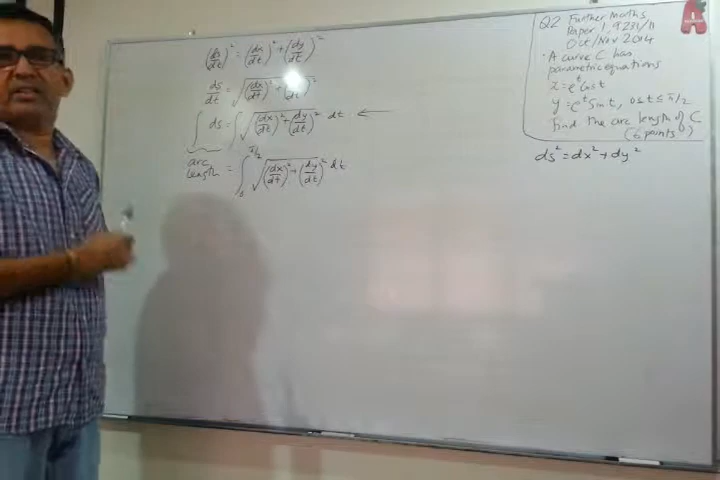 (ds/dt)² = (dx/dt)² + (dy/dt)²
ds/dt = √((dx/dt)² + (dy/dt)²)
∫ ds = ∫ √((dx/dt)² + (dy/dt)²) dt ←
arc length = ∫₀^(π/2) √((dx/dt)² + (dy/dt)²) dt
Q2 Further Maths
Paper 1, 9231/11
Oct/Nov 2014
• A curve C has
parametric equations
x = eᵗ cos t
y = eᵗ sin t, 0 ≤ t ≤ π/2
Find the arc length of C
(6 points)
ds² = dx² + dy²
A